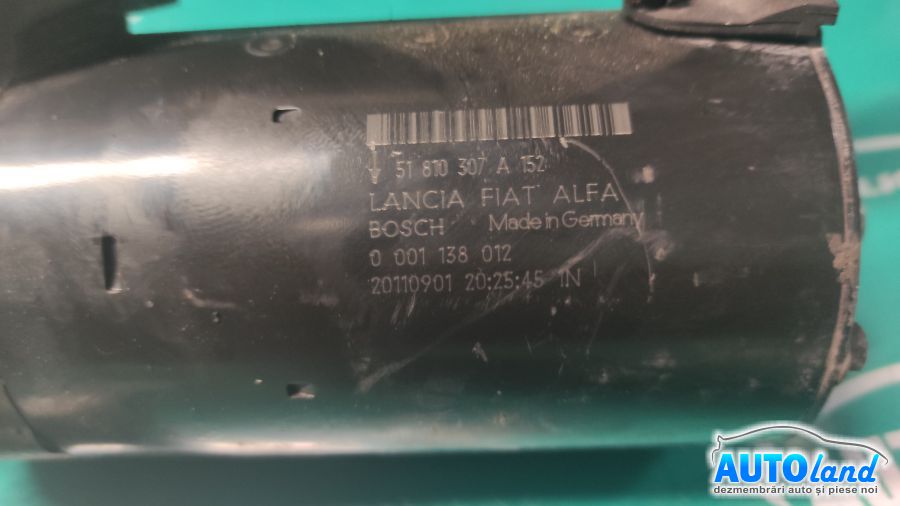 V 51 810 307 A 152
LANCIA FIAT ALFA
BOSCH Made in Germany
0 001 138 012
20110901 20:25:45 IN
AUTOland
dezmembrări auto și piese noi